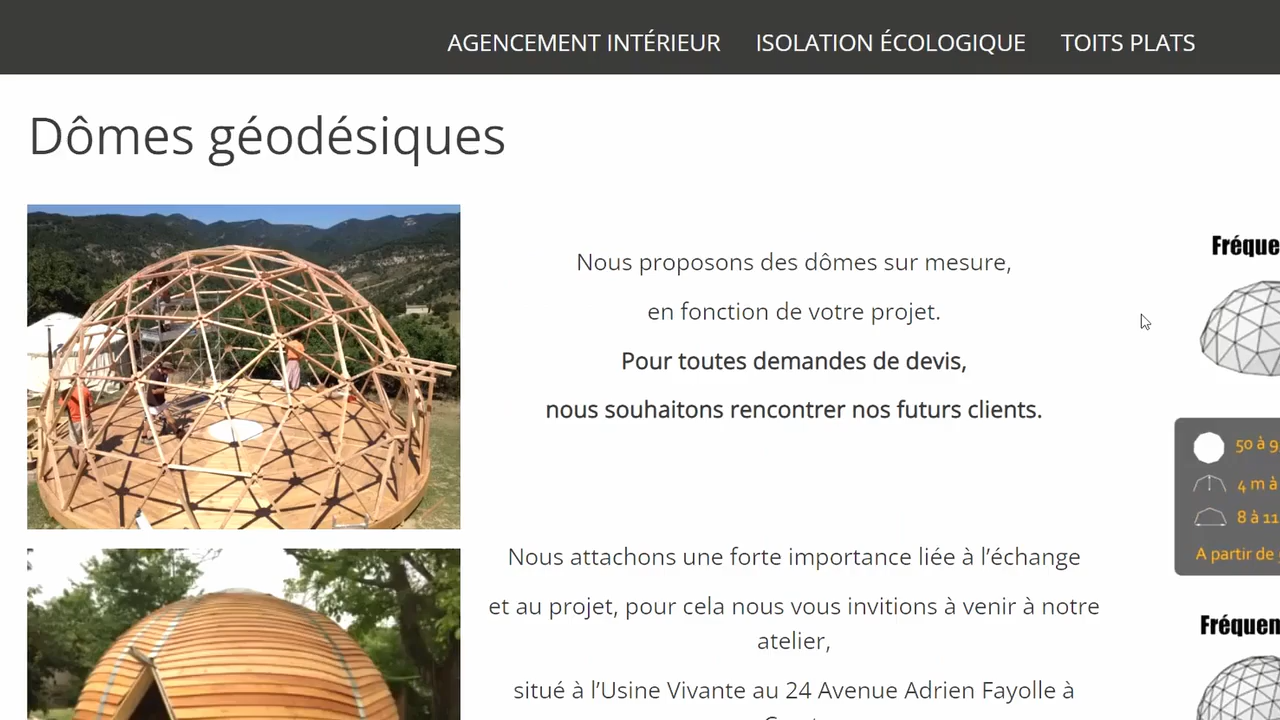 AGENCEMENT INTÉRIEUR ISOLATION ÉCOLOGIQUE TOITS PLATS
Dômes géodésiques
Nous proposons des dômes sur mesure,
en fonction de votre projet.
Pour toutes demandes de devis,
nous souhaitons rencontrer nos futurs clients.
Nous attachons une forte importance liée à l’échange
et au projet, pour cela nous vous invitions à venir à notre
atelier,
situé à l’Usine Vivante au 24 Avenue Adrien Fayolle à
50 à
4 m à
8 à 11
A partir de